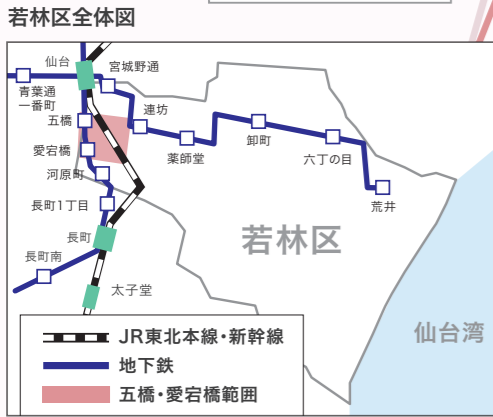 若林区全体図
仙台
宮城野通
青葉通
一番町
連坊
五橋
薬師堂
卸町
六丁の目
愛宕橋
河原町
荒井
長町1丁目
若林区
長町
長町南
太子堂
仙台湾
JR東北本線・新幹線
地下鉄
五橋・愛宕橋範囲